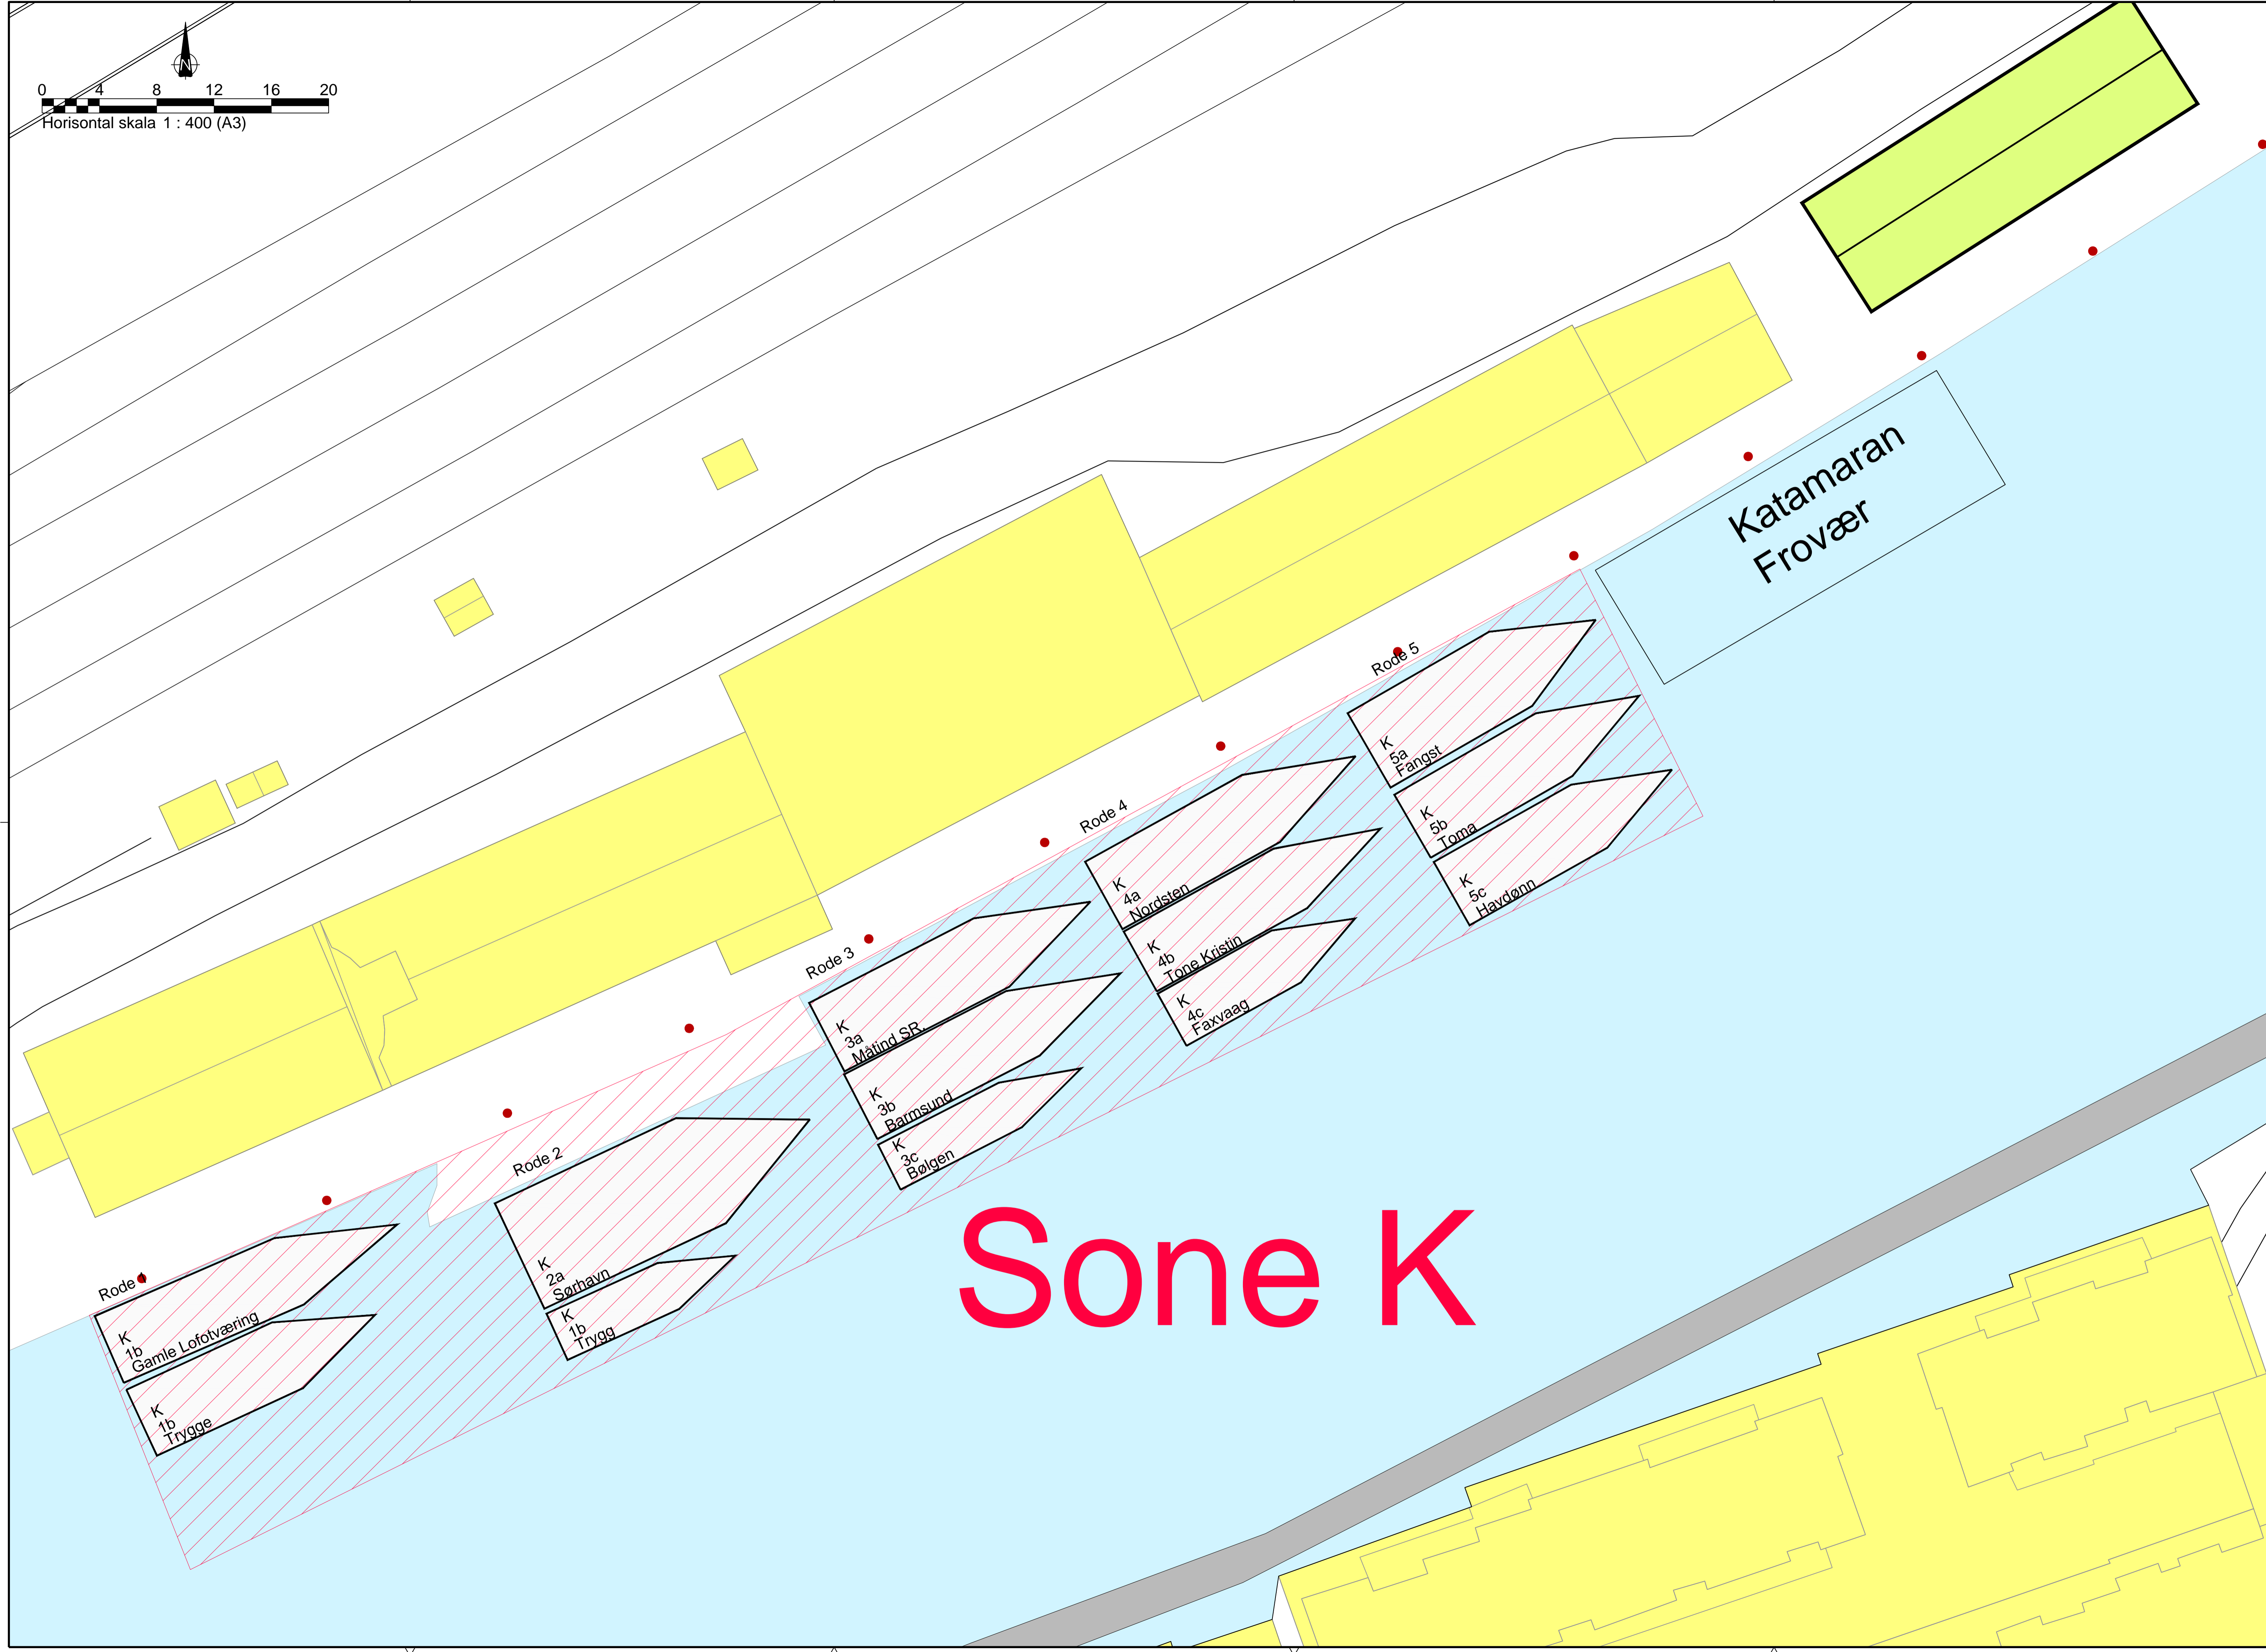 N
0 4 8 12 16 20
Horisontal skala 1 : 400 (A3)
Katamaran
Frovær
Rode 5
K
5a
Fangst
K
5b
Toma
K
5c
Havdønn
Rode 4
K
4a
Nordsten
K
4b
Tone Kristin
K
4c
Faxvaag
Rode 3
K
3a
Måtind SR.
K
3b
Barmsund
K
3c
Bølgen
Rode 2
K
2a
Sørhavn
K
1b
Trygg
Rode 1
K
1b
Gamle Lofotværing
K
1b
Trygge
Sone K